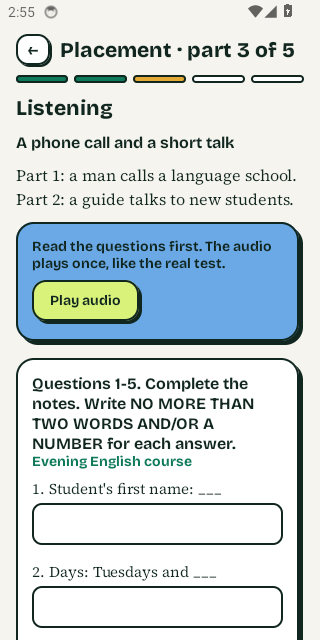 2:55
← Placement · part 3 of 5
Listening
A phone call and a short talk
Part 1: a man calls a language school.
Part 2: a guide talks to new students.
Read the questions first. The audio
plays once, like the real test.
Play audio
Questions 1-5. Complete the
notes. Write NO MORE THAN
TWO WORDS AND/OR A
NUMBER for each answer.
Evening English course
1. Student's first name: ___
2. Days: Tuesdays and ___